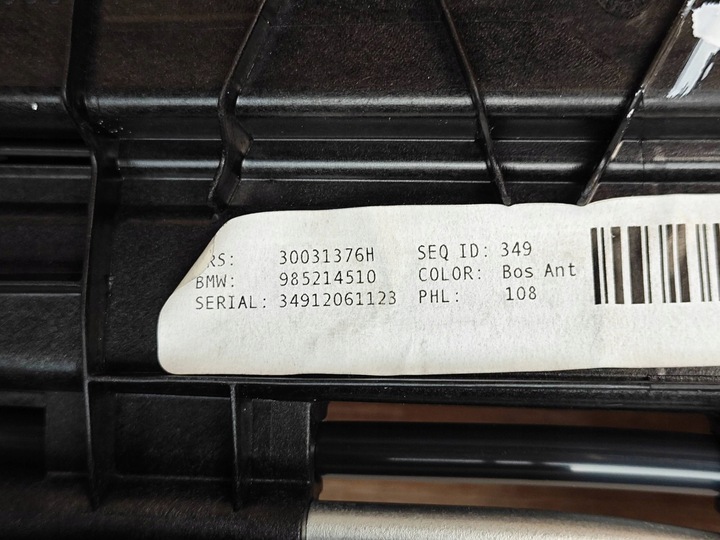 RS: 30031376H SEQ ID: 349
BMW: 985214510 COLOR: Bos Ant
SERIAL: 34912061123 PHL: 108